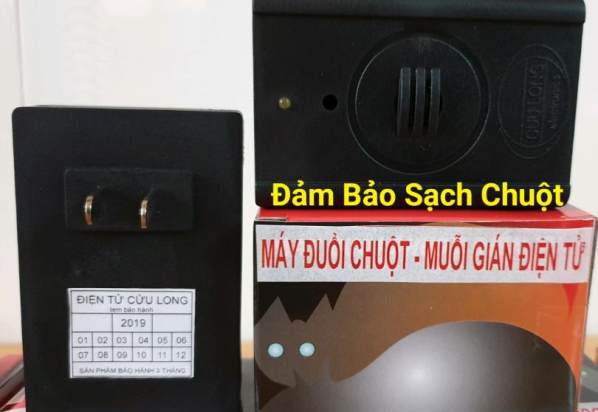 CUU LONG
Đảm Bảo Sạch Chuột
MÁY ĐUỔI CHUỘT - MUỖI GIÁN ĐIỆN TỬ
ĐIỆN TỬ CỬU LONG
tem bảo hành
2019
01 02 03 04 05 06
07 08 09 10 11 12
SẢN PHẨM BẢO HÀNH 3 THÁNG